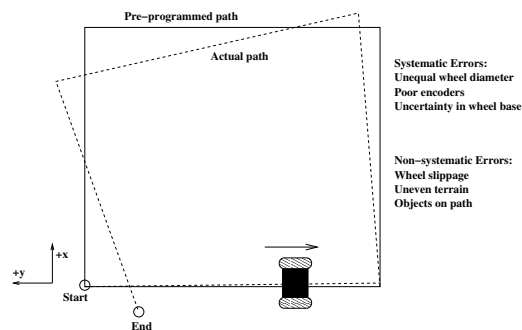 Pre-programmed path
Actual path
Systematic Errors:
Unequal wheel diameter
Poor encoders
Uncertainty in wheel base
Non-systematic Errors:
Wheel slippage
Uneven terrain
Objects on path
+x
+y
Start
End